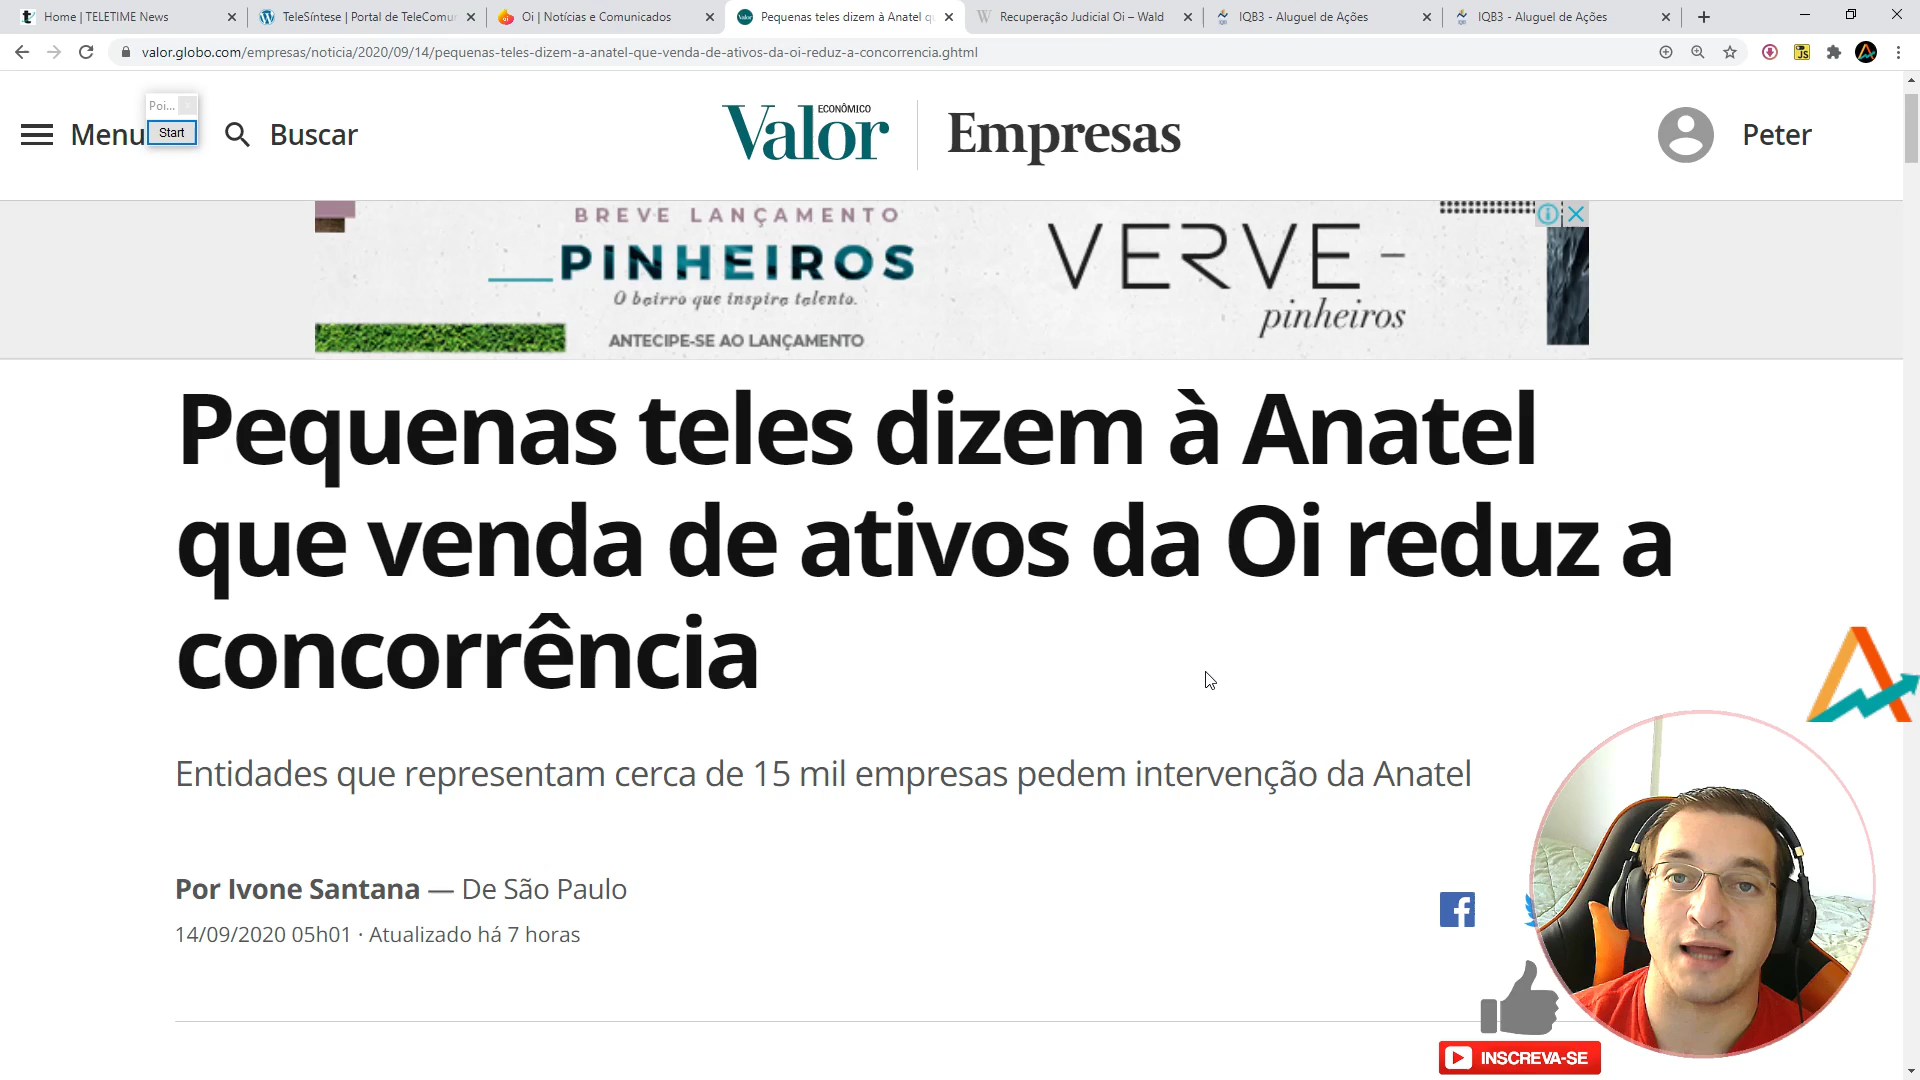 Home | TELETIME News
TeleSíntese | Portal de TeleComun
Oi | Notícias e Comunicados
Pequenas teles dizem à Anatel qu
Recuperação Judicial Oi – Wald
IQB3 - Aluguel de Ações
IQB3 - Aluguel de Ações
valor.globo.com/empresas/noticia/2020/09/14/pequenas-teles-dizem-a-anatel-que-venda-de-ativos-da-oi-reduz-a-concorrencia.ghtml
Poi...
Menu
Start
Buscar
Valor
ECONÔMICO
Empresas
Peter
BREVE LANÇAMENTO
PINHEIROS
O bairro que inspira talento.
ANTECIPE-SE AO LANÇAMENTO
VERVE-
pinheiros
Pequenas teles dizem à Anatel
que venda de ativos da Oi reduz a
concorrência
Entidades que representam cerca de 15 mil empresas pedem intervenção da Anatel
Por Ivone Santana — De São Paulo
14/09/2020 05h01 · Atualizado há 7 horas
INSCREVA-SE